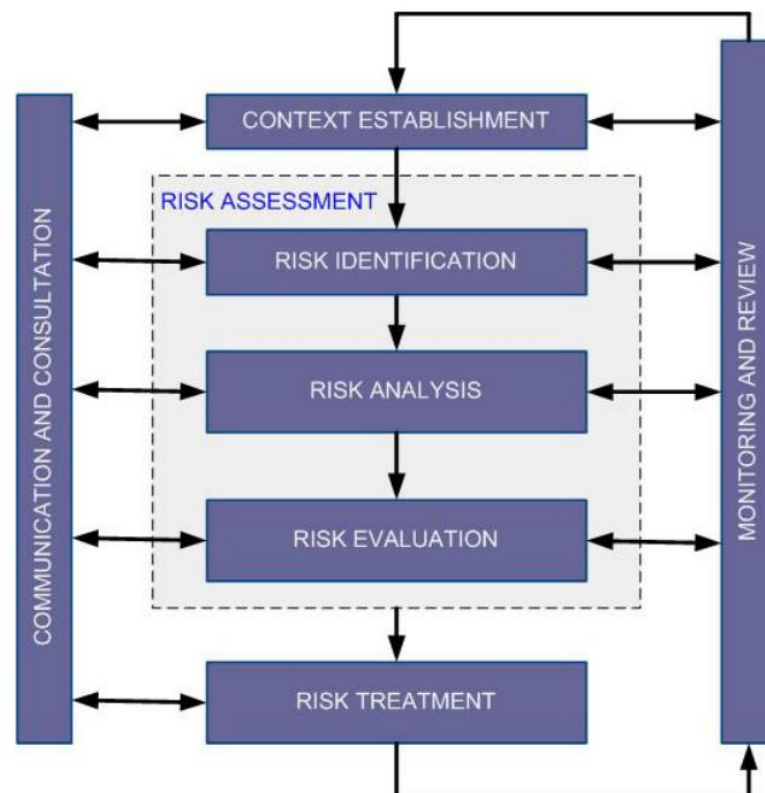 CONTEXT ESTABLISHMENT
RISK ASSESSMENT
RISK IDENTIFICATION
RISK ANALYSIS
RISK EVALUATION
RISK TREATMENT
COMMUNICATION AND CONSULTATION
MONITORING AND REVIEW